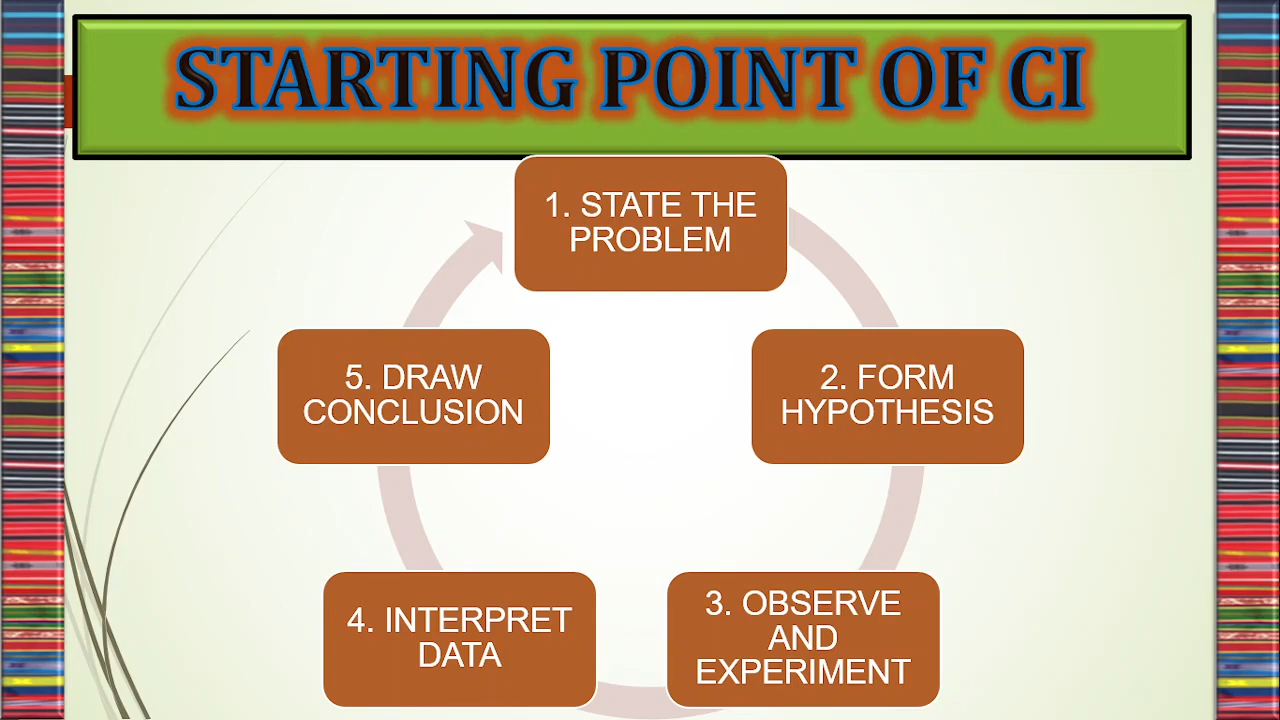 STARTING POINT OF CI
1. STATE THE
PROBLEM
2. FORM
HYPOTHESIS
3. OBSERVE
AND
EXPERIMENT
4. INTERPRET
DATA
5. DRAW
CONCLUSION